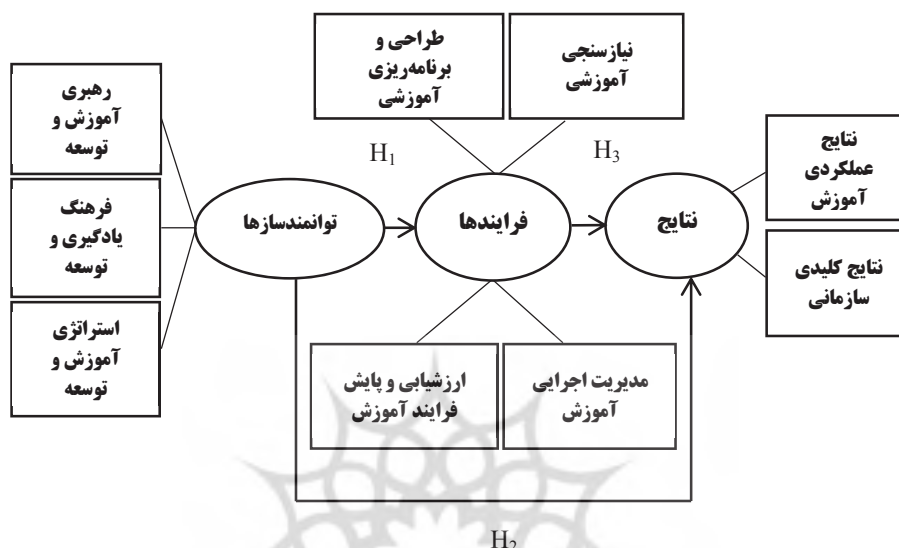 طراحی و
برنامه‌ریزی
آموزشی
نیازسنجی
آموزشی
رهبری
آموزش و
توسعه
فرهنگ
یادگیری و
توسعه
استراتژی
آموزش و
توسعه
H1
H3
توانمندسازها
فرایندها
نتایج
نتایج
عملکردی
آموزش
نتایج کلیدی
سازمانی
ارزشیابی و پایش
فرایند آموزش
مدیریت اجرایی
آموزش
H2